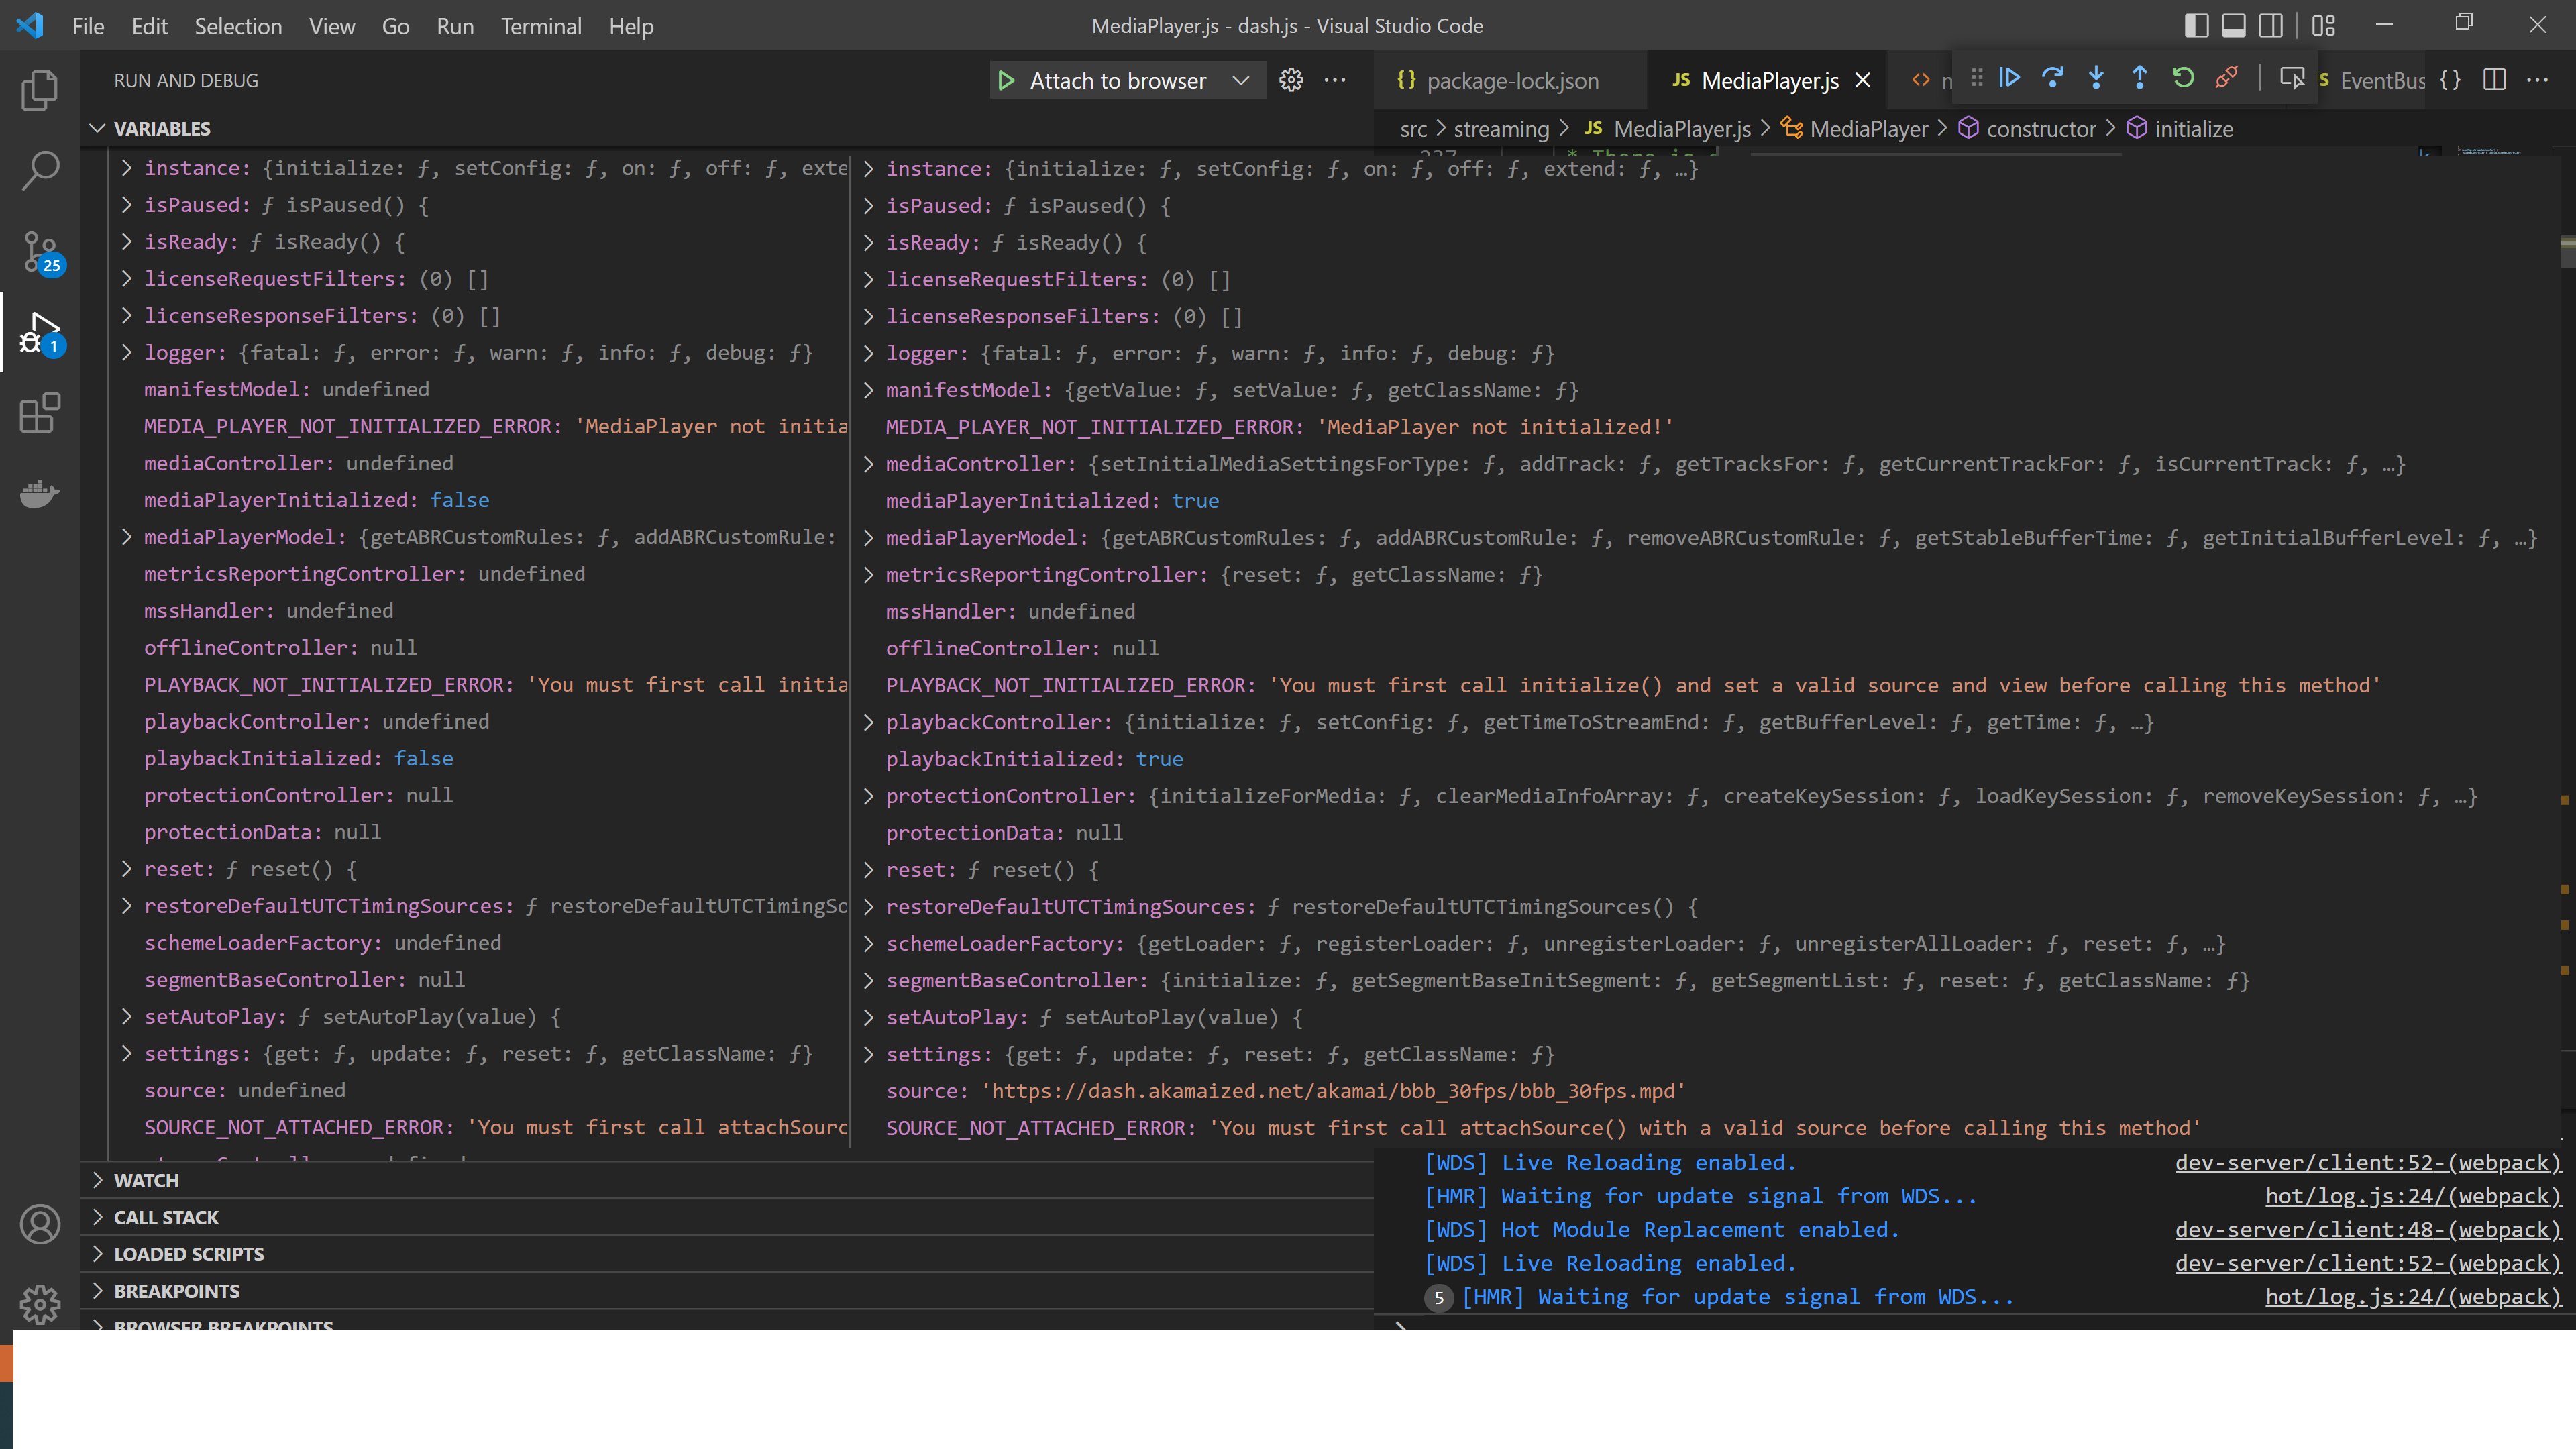 File Edit Selection View Go Run Terminal Help
MediaPlayer.js - dash.js - Visual Studio Code
RUN AND DEBUG
Attach to browser
package-lock.json
JS MediaPlayer.js
EventBus
VARIABLES
src > streaming > JS MediaPlayer.js > MediaPlayer > constructor > initialize
25
1
instance: {initialize: ƒ, setConfig: ƒ, on: ƒ, off: ƒ, exte
isPaused: ƒ isPaused() {
isReady: ƒ isReady() {
licenseRequestFilters: (0) []
licenseResponseFilters: (0) []
logger: {fatal: ƒ, error: ƒ, warn: ƒ, info: ƒ, debug: ƒ}
manifestModel: undefined
MEDIA_PLAYER_NOT_INITIALIZED_ERROR: 'MediaPlayer not initia
mediaController: undefined
mediaPlayerInitialized: false
mediaPlayerModel: {getABRCustomRules: ƒ, addABRCustomRule:
metricsReportingController: undefined
mssHandler: undefined
offlineController: null
PLAYBACK_NOT_INITIALIZED_ERROR: 'You must first call initia
playbackController: undefined
playbackInitialized: false
protectionController: null
protectionData: null
reset: ƒ reset() {
restoreDefaultUTCTimingSources: ƒ restoreDefaultUTCTimingSo
schemeLoaderFactory: undefined
segmentBaseController: null
setAutoPlay: ƒ setAutoPlay(value) {
settings: {get: ƒ, update: ƒ, reset: ƒ, getClassName: ƒ}
source: undefined
SOURCE_NOT_ATTACHED_ERROR: 'You must first call attachSourc
instance: {initialize: ƒ, setConfig: ƒ, on: ƒ, off: ƒ, extend: ƒ, …}
isPaused: ƒ isPaused() {
isReady: ƒ isReady() {
licenseRequestFilters: (0) []
licenseResponseFilters: (0) []
logger: {fatal: ƒ, error: ƒ, warn: ƒ, info: ƒ, debug: ƒ}
manifestModel: {getValue: ƒ, setValue: ƒ, getClassName: ƒ}
MEDIA_PLAYER_NOT_INITIALIZED_ERROR: 'MediaPlayer not initialized!'
mediaController: {setInitialMediaSettingsForType: ƒ, addTrack: ƒ, getTracksFor: ƒ, getCurrentTrackFor: ƒ, isCurrentTrack: ƒ, …}
mediaPlayerInitialized: true
mediaPlayerModel: {getABRCustomRules: ƒ, addABRCustomRule: ƒ, removeABRCustomRule: ƒ, getStableBufferTime: ƒ, getInitialBufferLevel: ƒ, …}
metricsReportingController: {reset: ƒ, getClassName: ƒ}
mssHandler: undefined
offlineController: null
PLAYBACK_NOT_INITIALIZED_ERROR: 'You must first call initialize() and set a valid source and view before calling this method'
playbackController: {initialize: ƒ, setConfig: ƒ, getTimeToStreamEnd: ƒ, getBufferLevel: ƒ, getTime: ƒ, …}
playbackInitialized: true
protectionController: {initializeForMedia: ƒ, clearMediaInfoArray: ƒ, createKeySession: ƒ, loadKeySession: ƒ, removeKeySession: ƒ, …}
protectionData: null
reset: ƒ reset() {
restoreDefaultUTCTimingSources: ƒ restoreDefaultUTCTimingSources() {
schemeLoaderFactory: {getLoader: ƒ, registerLoader: ƒ, unregisterLoader: ƒ, unregisterAllLoader: ƒ, reset: ƒ, …}
segmentBaseController: {initialize: ƒ, getSegmentBaseInitSegment: ƒ, getSegmentList: ƒ, reset: ƒ, getClassName: ƒ}
setAutoPlay: ƒ setAutoPlay(value) {
settings: {get: ƒ, update: ƒ, reset: ƒ, getClassName: ƒ}
source: 'https://dash.akamaized.net/akamai/bbb_30fps/bbb_30fps.mpd'
SOURCE_NOT_ATTACHED_ERROR: 'You must first call attachSource() with a valid source before calling this method'
WATCH
CALL STACK
LOADED SCRIPTS
BREAKPOINTS
BROWSER BREAKPOINTS
[WDS] Live Reloading enabled. dev-server/client:52-(webpack)
[HMR] Waiting for update signal from WDS... hot/log.js:24/(webpack)
[WDS] Hot Module Replacement enabled. dev-server/client:48-(webpack)
[WDS] Live Reloading enabled. dev-server/client:52-(webpack)
5 [HMR] Waiting for update signal from WDS... hot/log.js:24/(webpack)